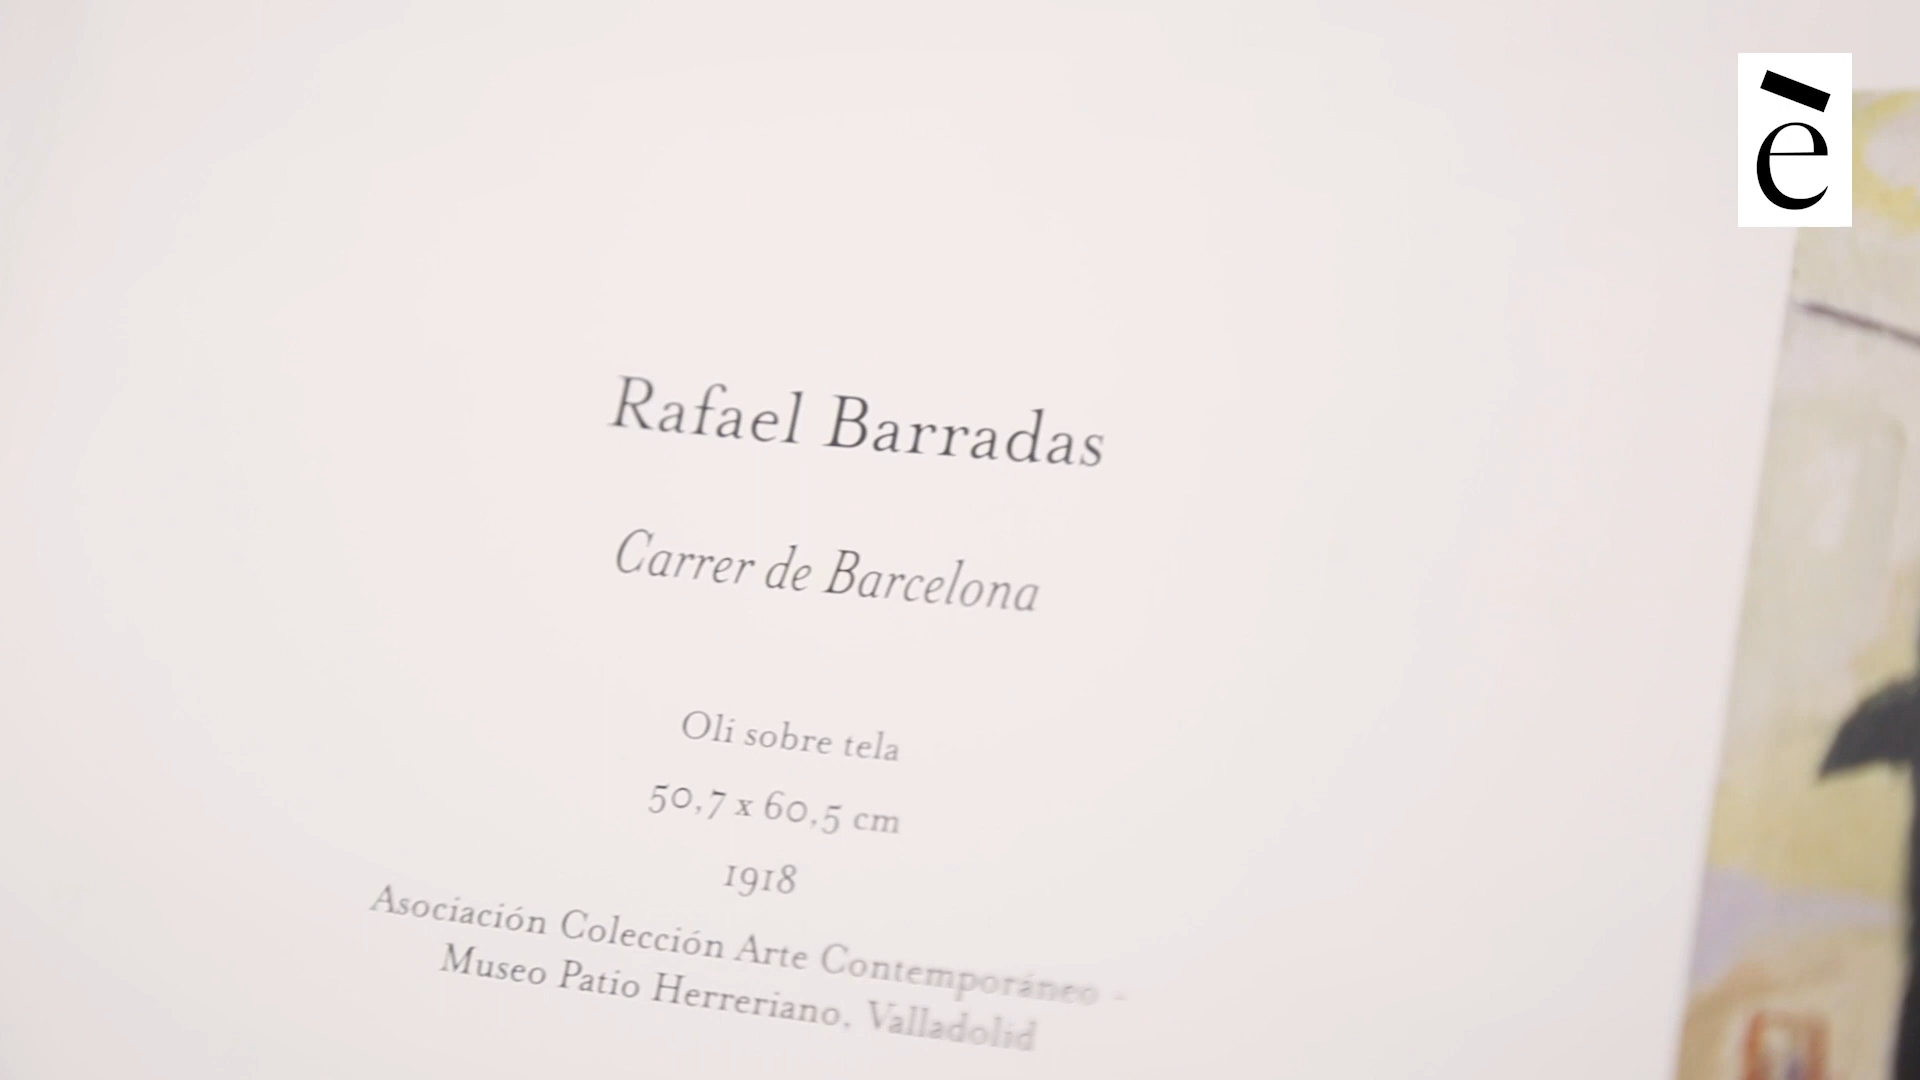 è
Rafael Barradas
Carrer de Barcelona
Oli sobre tela
50,7 x 60,5 cm
1918
Asociación Colección Arte Contemporáneo -
Museo Patio Herreriano, Valladolid